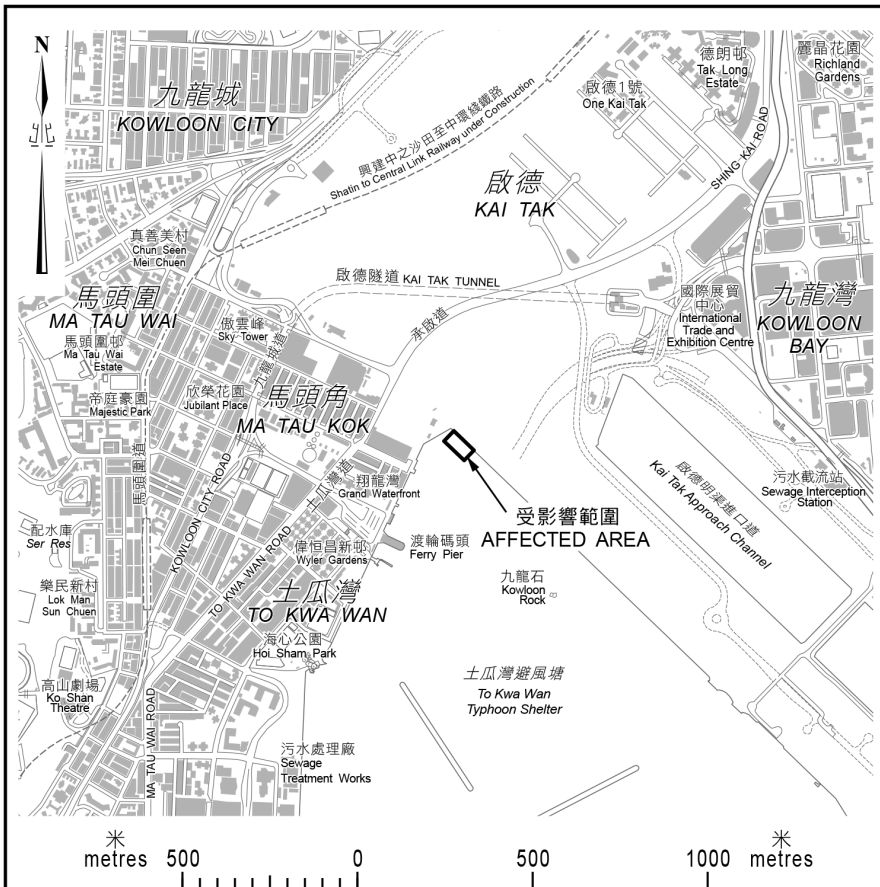 N
九龍城
KOWLOON CITY
興建中之沙田至中環綫鐵路
Shatin to Central Link Railway under Construction
啟德1號
One Kai Tak
德朗邨
Tak Long
Estate
麗晶花園
Richland
Gardens
SHING KAI ROAD
啟德
KAI TAK
真善美村
Chun Seen
Mei Chuen
啟德隧道 KAI TAK TUNNEL
馬頭圍
MA TAU WAI
傲雲峰
Sky Tower
九龍城道
承啟道
國際展貿
中心
International
Trade and
Exhibition Centre
九龍灣
KOWLOON
BAY
馬頭圍邨
Ma Tau Wai
Estate
帝庭豪園
Majestic Park
欣榮花園
Jubilant Place
馬頭角
MA TAU KOK
馬頭圍道
KOWLOON CITY ROAD
土瓜灣道
TO KWA WAN ROAD
翔龍灣
Grand Waterfront
受影響範圍
AFFECTED AREA
啟德明渠進口道
Kai Tak Approach Channel
污水截流站
Sewage Interception
Station
配水庫
Ser Res
偉恒昌新邨
Wyler Gardens
渡輪碼頭
Ferry Pier
九龍石
Kowloon
Rock
樂民新村
Lok Man
Sun Chuen
土瓜灣
TO KWA WAN
海心公園
Hoi Sham Park
土瓜灣避風塘
To Kwa Wan
Typhoon Shelter
高山劇場
Ko Shan
Theatre
MA TAU WAI ROAD
污水處理廠
Sewage
Treatment Works
米
metres
500
0
500
1000
米
metres